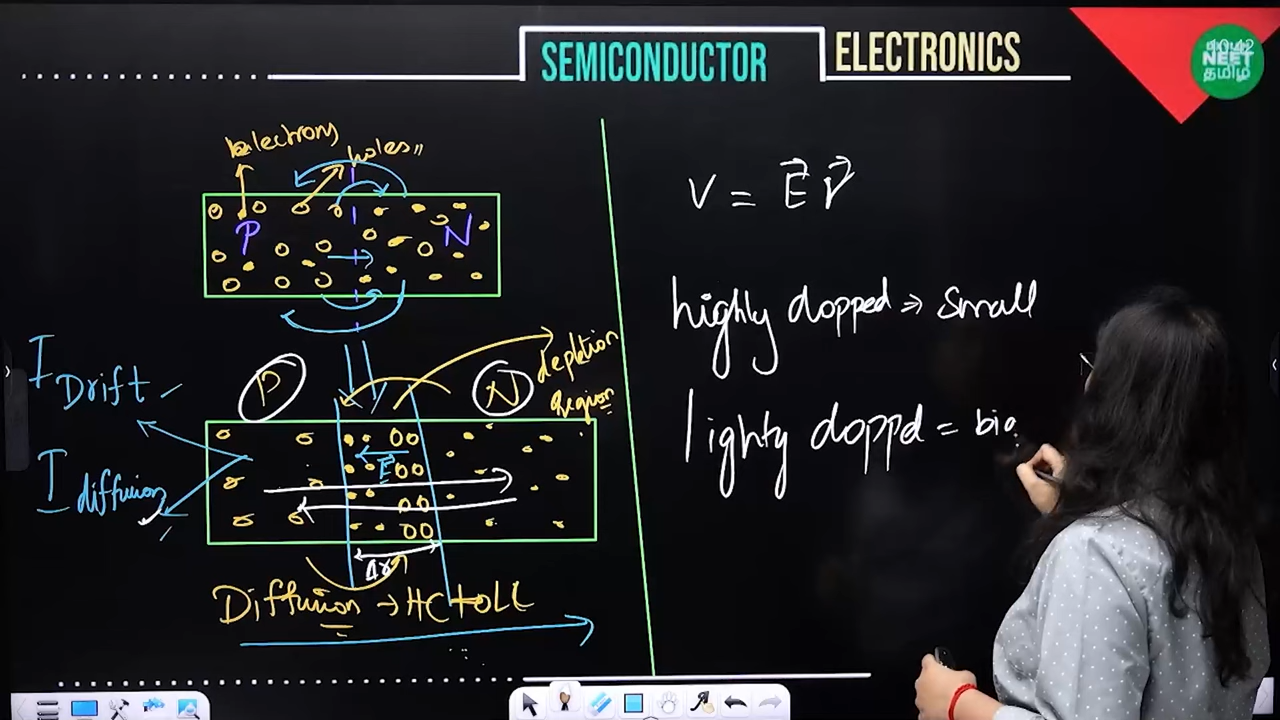 SEMICONDUCTOR
ELECTRONICS
NEET
தமிழ்
electrons
holes
P
N
I Drift
I diffusion
P
N
depletion
region
E
Δx
Diffusion → HC to LC
V = E r
highly dopped ⇒ Small
lighty doppd = big